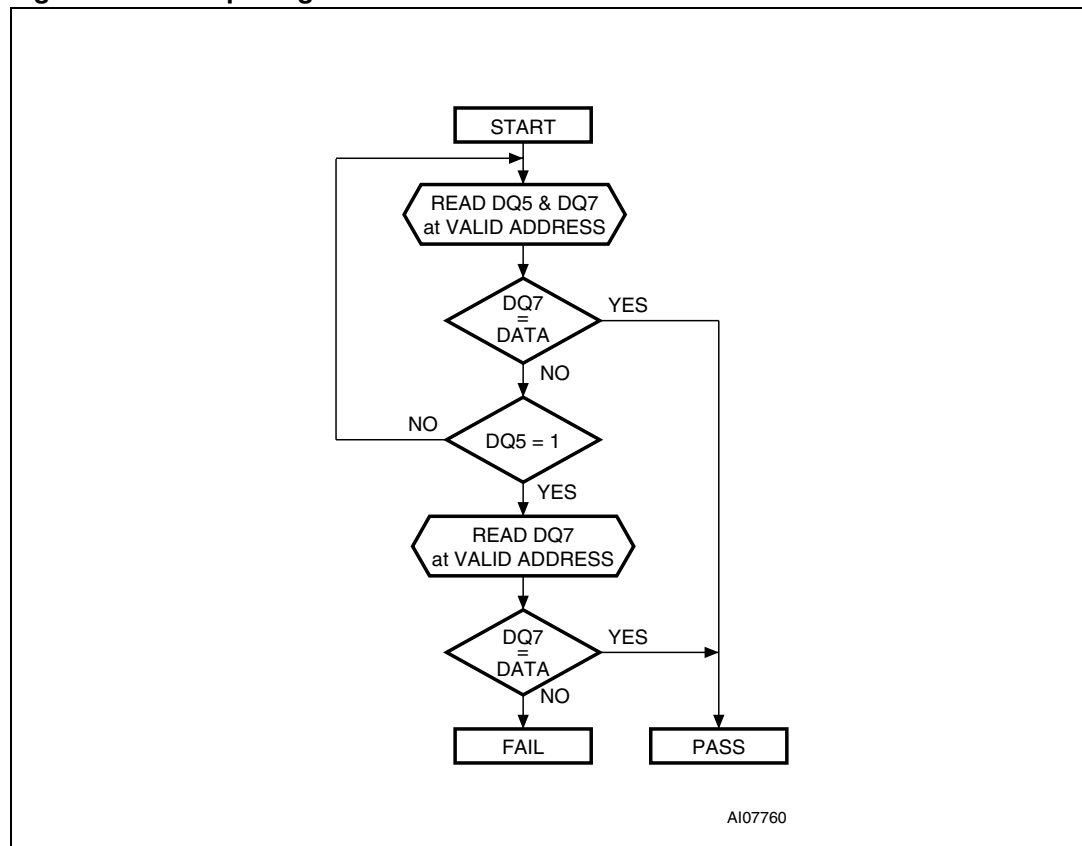 START
READ DQ5 & DQ7
at VALID ADDRESS
DQ7
=
DATA
YES
NO
NO
DQ5 = 1
YES
READ DQ7
at VALID ADDRESS
DQ7
=
DATA
YES
NO
FAIL
PASS
AI07760